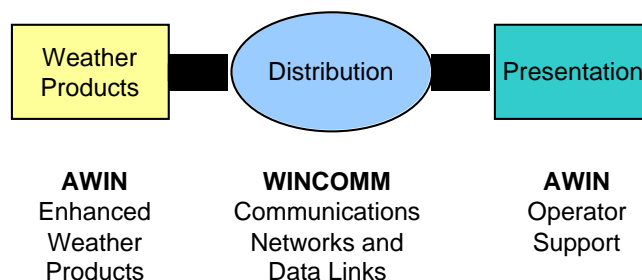 Weather
Products
Distribution
Presentation
AWIN
Enhanced
Weather
Products
WINCOMM
Communications
Networks and
Data Links
AWIN
Operator
Support